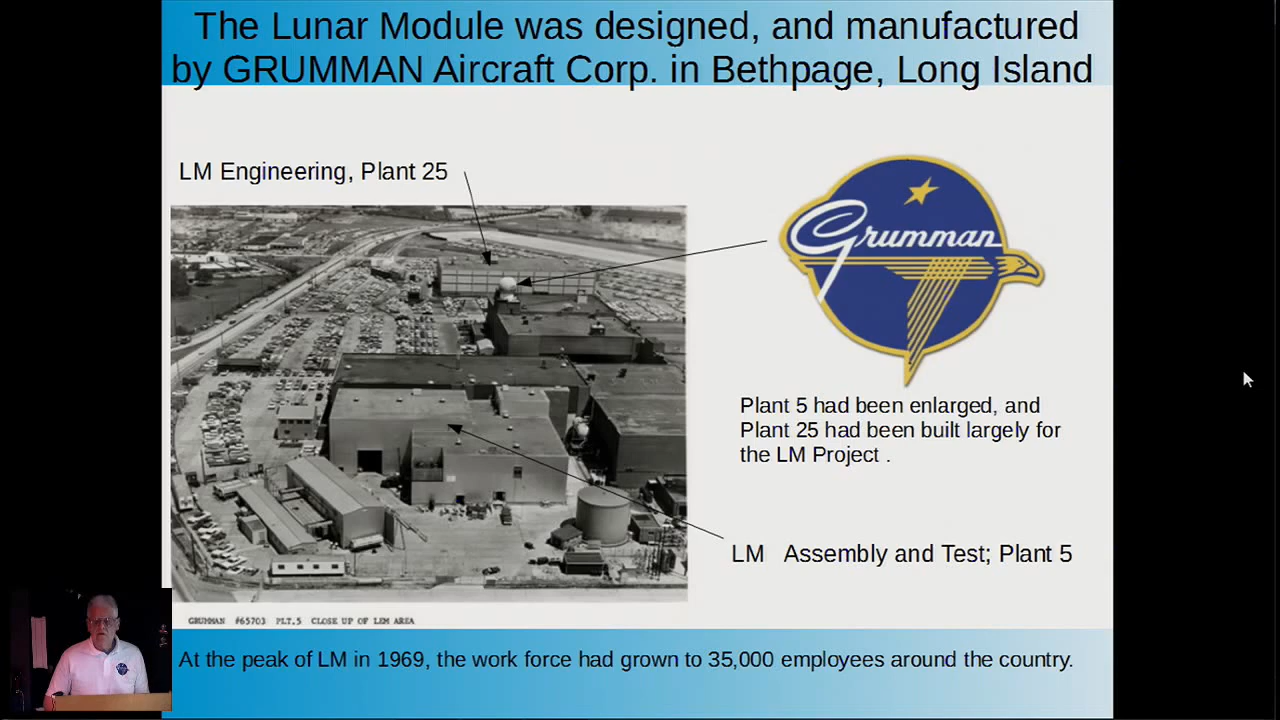 The Lunar Module was designed, and manufactured
by GRUMMAN Aircraft Corp. in Bethpage, Long Island
LM Engineering, Plant 25
Grumman
Plant 5 had been enlarged, and
Plant 25 had been built largely for
the LM Project .
LM Assembly and Test; Plant 5
GRUMMAN #65703 PLT.5 CLOSE UP OF LEM AREA
At the peak of LM in 1969, the work force had grown to 35,000 employees around the country.